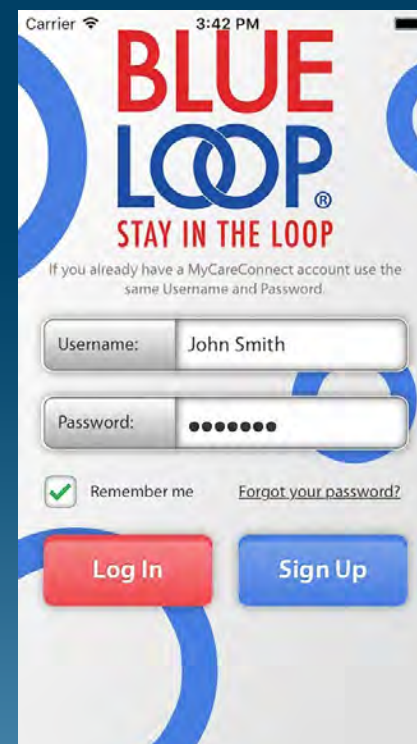 Carrier 3:42 PM
BLUE
LOOP®
STAY IN THE LOOP
If you already have a MyCareConnect account use the
same Username and Password.
Username: John Smith
Password: ●●●●●●●
Remember me Forgot your password?
Log In Sign Up